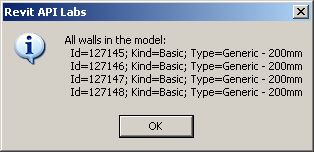 Revit API Labs
All walls in the model:
Id=127145; Kind=Basic; Type=Generic - 200mm
Id=127146; Kind=Basic; Type=Generic - 200mm
Id=127147; Kind=Basic; Type=Generic - 200mm
Id=127148; Kind=Basic; Type=Generic - 200mm
OK